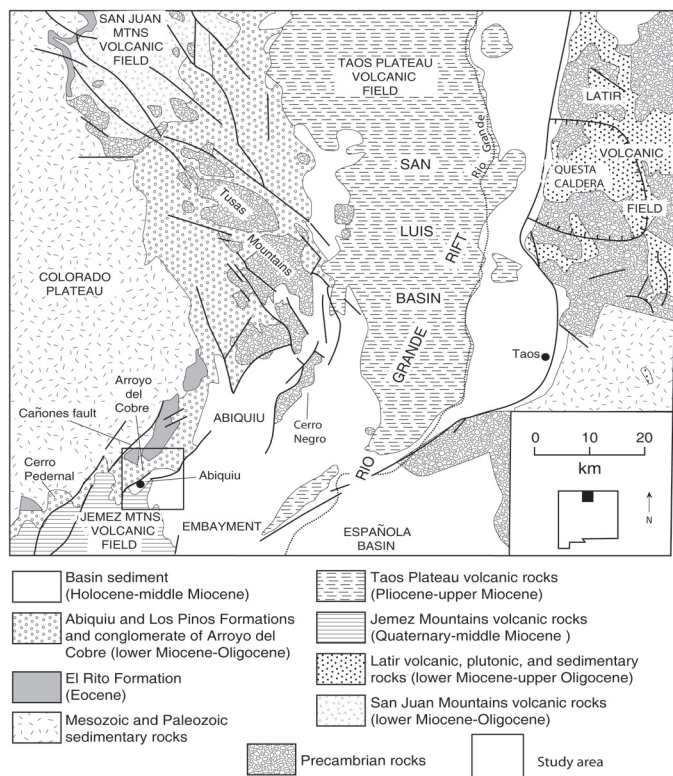 SAN JUAN
MTNS
VOLCANIC
FIELD
TAOS PLATEAU
VOLCANIC
FIELD
LATIR
VOLCANIC
FIELD
QUESTA
CALDERA
Rio Grande
SAN
LUIS
BASIN
Tusas
Mountains
RIO GRANDE RIFT
COLORADO
PLATEAU
Taos
Arroyo
del
Cobre
Cañones fault
ABIQUIU
EMBAYMENT
Cerro
Negro
Cerro
Pedernal
Abiquiu
JEMEZ MTNS
VOLCANIC
FIELD
ESPAÑOLA
BASIN
0 10 20
km
N
Basin sediment
(Holocene-middle Miocene)
Abiquiu and Los Pinos Formations
and conglomerate of Arroyo del
Cobre (lower Miocene-Oligocene)
El Rito Formation
(Eocene)
Mesozoic and Paleozoic
sedimentary rocks
Taos Plateau volcanic rocks
(Pliocene-upper Miocene)
Jemez Mountains volcanic rocks
(Quaternary-middle Miocene )
Latir volcanic, plutonic, and sedimentary
rocks (lower Miocene-upper Oligocene)
San Juan Mountains volcanic rocks
(lower Miocene-Oligocene)
Precambrian rocks
Study area